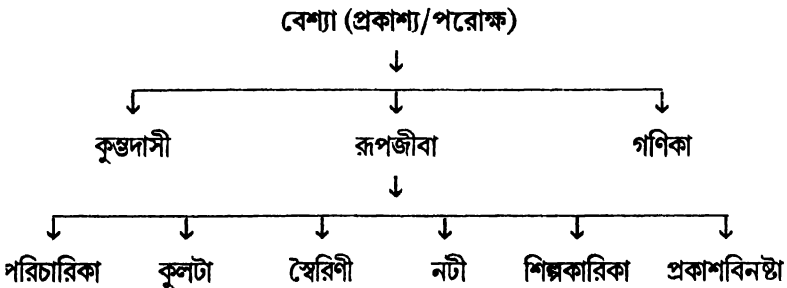 বেশ্যা (প্রকাশ্য/পরোক্ষ)
কুম্ভদাসী রূপজীবা গণিকা
পরিচারিকা কুলটা স্বৈরিণী নটী শিল্পকারিকা প্রকাশবিনষ্টা